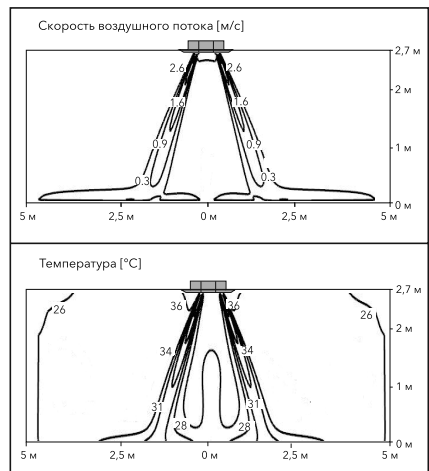 Скорость воздушного потока [м/с]
2,7 м
2.6 2.6
2 м
1.6 1.6
0.9 0.9
1 м
0.3 0.3
0 м
5 м 2,5 м 0 м 2,5 м 5 м
Температура [°C]
2,7 м
26 36 36 26
2 м
34 34
1 м
31 31
28 28
0 м
5 м 2,5 м 0 м 2,5 м 5 м